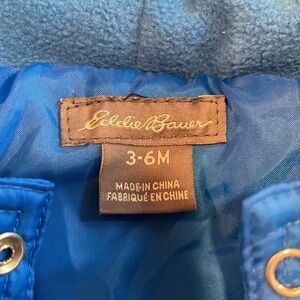 Eddie Bauer
3-6M
MADE IN CHINA
FABRIQUÉ EN CHINE